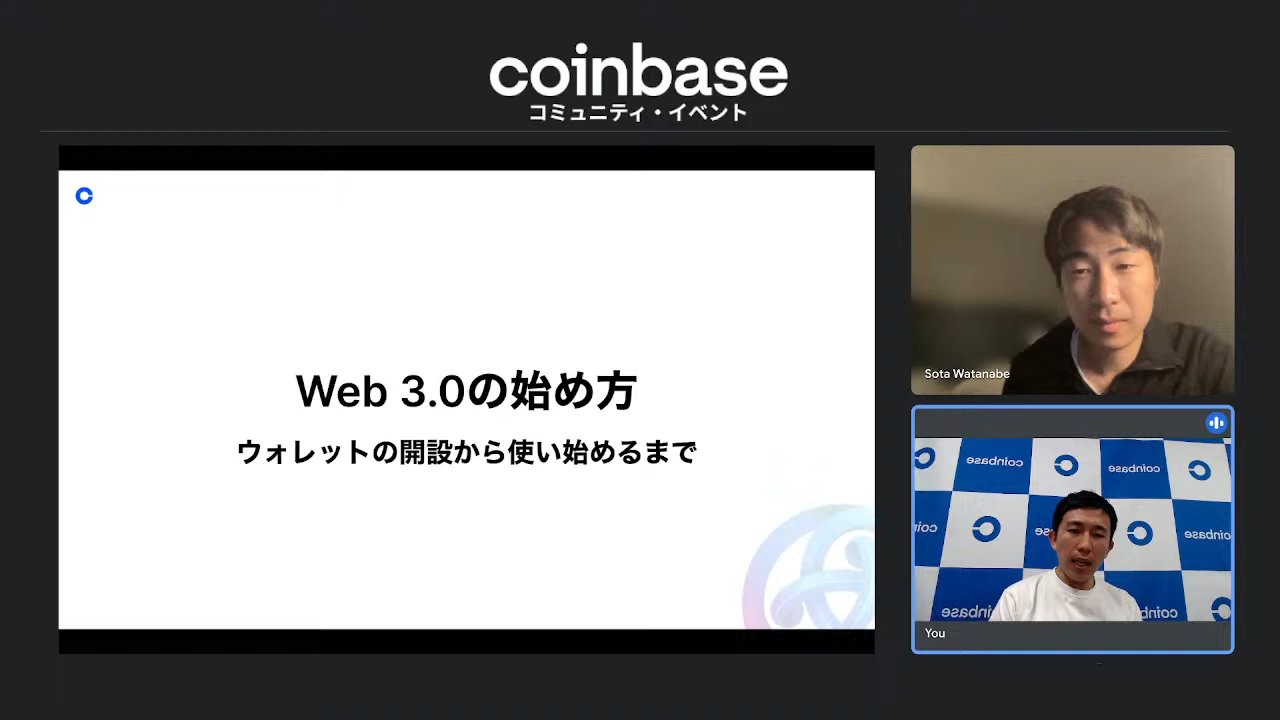 coinbase
コミュニティ・イベント
Web 3.0の始め方
ウォレットの開設から使い始めるまで
Sota Watanabe
coinbase
coinbase
coinbase
coinbase
You